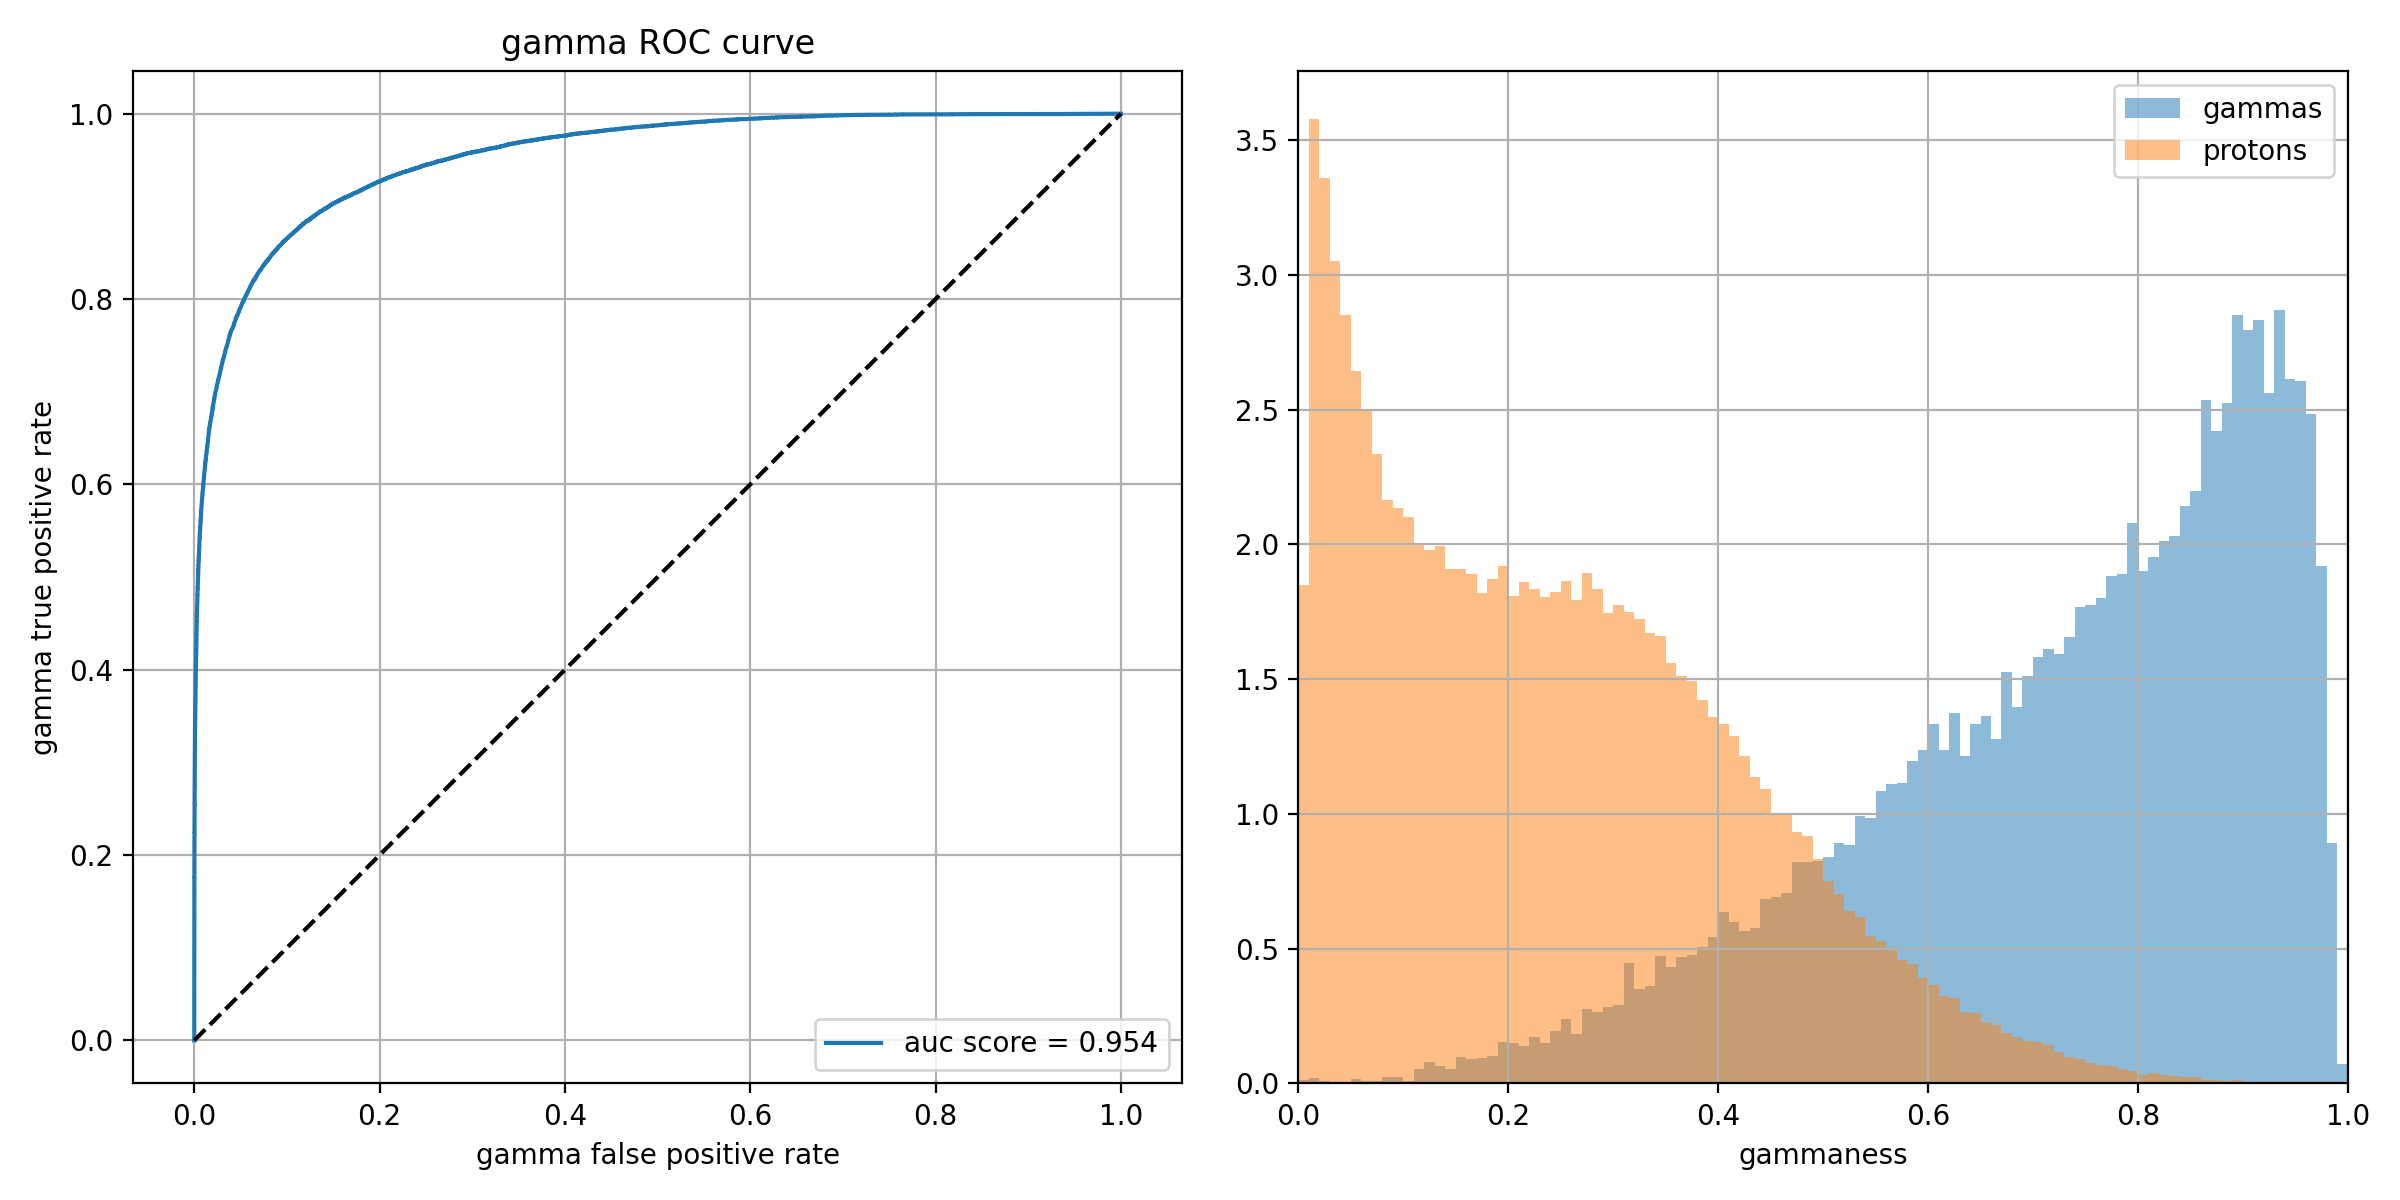 gamma ROC curve
gamma true positive rate
1.0
0.8
0.6
0.4
0.2
0.0
auc score = 0.954
0.0 0.2 0.4 0.6 0.8 1.0
gamma false positive rate
gammas
protons
3.5
3.0
2.5
2.0
1.5
1.0
0.5
0.0
0.0 0.2 0.4 0.6 0.8 1.0
gammaness